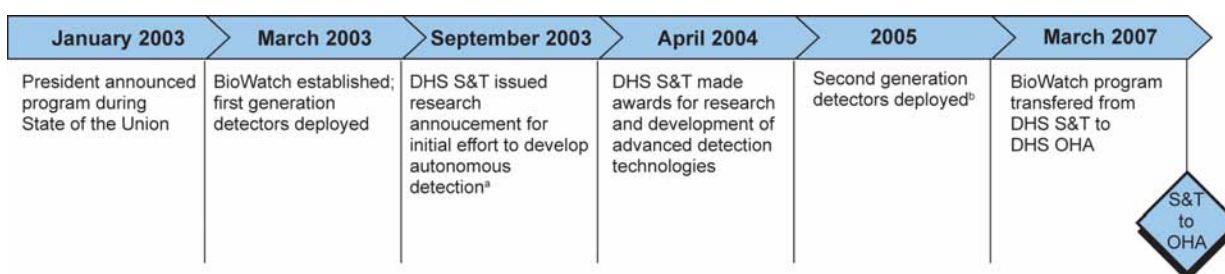 January 2003
March 2003
September 2003
April 2004
2005
March 2007
President announced
program during
State of the Union
BioWatch established;
first generation
detectors deployed
DHS S&T issued
research
annoucement for
initial effort to develop
autonomous
detectionᵃ
DHS S&T made
awards for research
and development of
advanced detection
technologies
Second generation
detectors deployedᵇ
BioWatch program
transfered from
DHS S&T to
DHS OHA
S&T
to
OHA